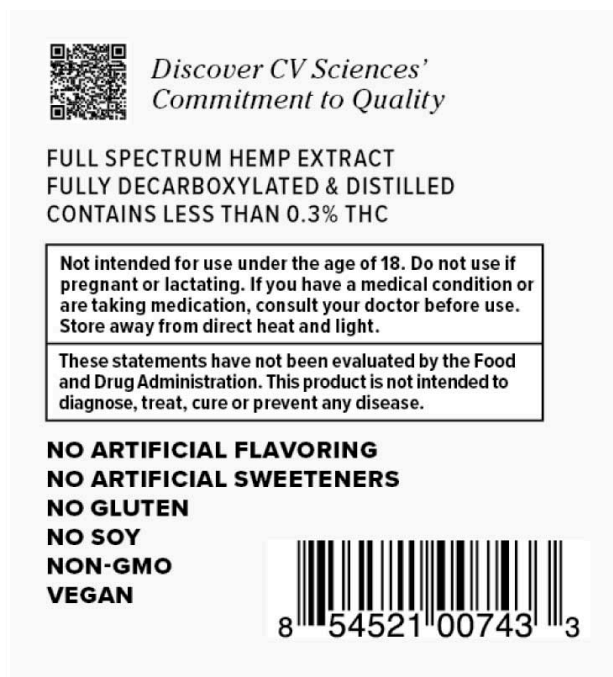 Discover CV Sciences'
Commitment to Quality
FULL SPECTRUM HEMP EXTRACT
FULLY DECARBOXYLATED & DISTILLED
CONTAINS LESS THAN 0.3% THC
Not intended for use under the age of 18. Do not use if
pregnant or lactating. If you have a medical condition or
are taking medication, consult your doctor before use.
Store away from direct heat and light.
These statements have not been evaluated by the Food
and Drug Administration. This product is not intended to
diagnose, treat, cure or prevent any disease.
NO ARTIFICIAL FLAVORING
NO ARTIFICIAL SWEETENERS
NO GLUTEN
NO SOY
NON-GMO
VEGAN
8 54521 00743 3